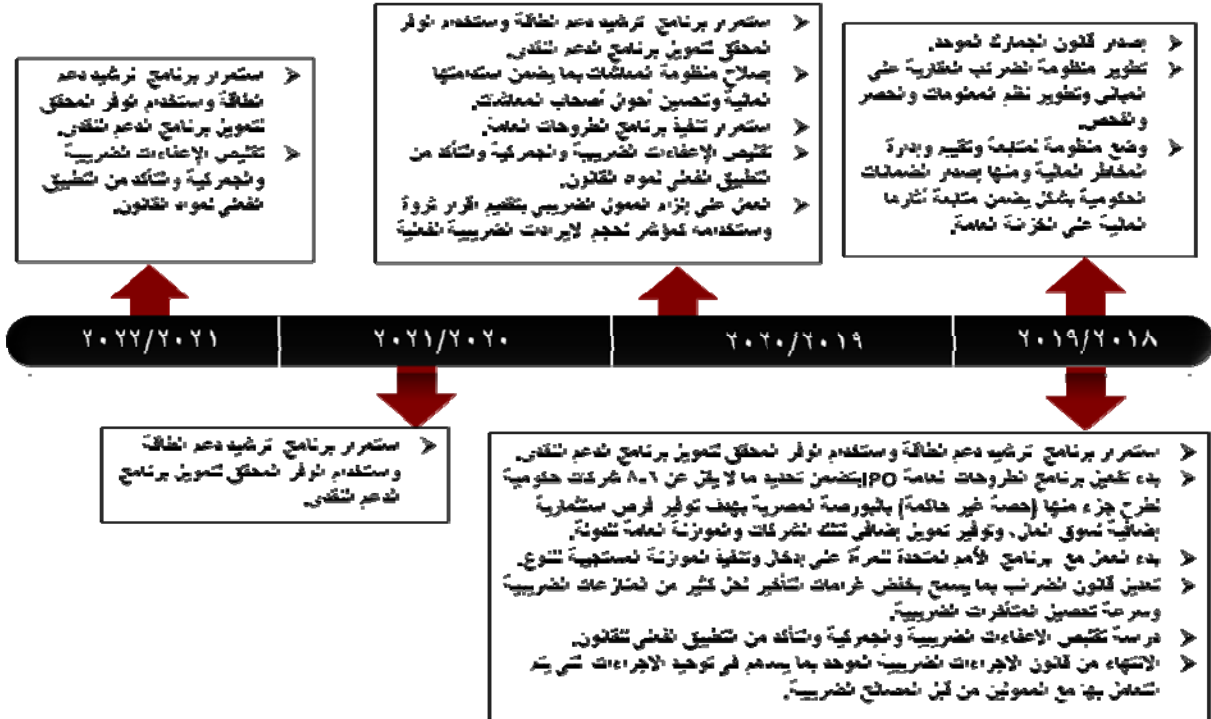 إصدار قانون الجمارك الموحد.
تطوير منظومة الضرائب العقارية على
المباني وتطوير نظم المعلومات والحصر
والفحص.
وضع منظومة لمتابعة وتقييم وإدارة
المخاطر المالية ومنها إصدار الضمانات
الحكومية بشكل يضمن متابعة آثارها
المالية على الخزانة العامة.
استمرار برنامج ترشيد دعم الطاقة واستخدام الوفر
المحقق لتمويل برنامج الدعم النقدي.
إصلاح منظومة المعاشات بما يضمن استدامتها
المالية وتحسين أحوال أصحاب المعاشات.
استمرار تنفيذ برنامج الطروحات العامة.
تقليص الإعفاءات الضريبية والجمركية والتأكد من
التطبيق الفعلي لمواد القانون.
العمل على إلزام الممول الضريبي بتقديم اقرار ثروة
واستخدامه كمؤشر لحجم الإيرادات الضريبية الفعلية
استمرار برنامج ترشيد دعم
الطاقة واستخدام الوفر المحقق
لتمويل برنامج الدعم النقدي.
تقليص الإعفاءات الضريبية
والجمركية والتأكد من التطبيق
الفعلي لمواد القانون.
٢٠١٩/٢٠١٨
٢٠٢٠/٢٠١٩
٢٠٢١/٢٠٢٠
٢٠٢٢/٢٠٢١
استمرار برنامج ترشيد دعم الطاقة واستخدام الوفر المحقق لتمويل برنامج الدعم النقدي.
بدء تفعيل برنامج الطروحات العامة IPO يتضمن تحديد ما لا يقل عن ٦-٨ شركات حكومية
لطرح جزء منها (حصة غير حاكمة) بالبورصة المصرية بهدف توفير فرص استثمارية
إضافية لسوق المال، وتوفير تمويل إضافي لتلك الشركات والموازنة العامة للدولة.
بدء العمل مع برنامج الأمم المتحدة للمرأة على إدخال وتنفيذ الموازنة المستجيبة للنوع.
تعديل قانون الضرائب بما يسمح بخفض غرامات التأخير لحل كثير من المنازعات الضريبية
وسرعة تحصيل المتأخرات الضريبية.
دراسة تقليص الاعفاءات الضريبية والجمركية والتأكد من التطبيق الفعلي للقانون.
الانتهاء من قانون الاجراءات الضريبية الموحد بما يساهم في توحيد الاجراءات التي يتم
التعامل بها مع الممولين من قبل المصالح الضريبية.
استمرار برنامج ترشيد دعم الطاقة
واستخدام الوفر المحقق لتمويل برنامج
الدعم النقدي.